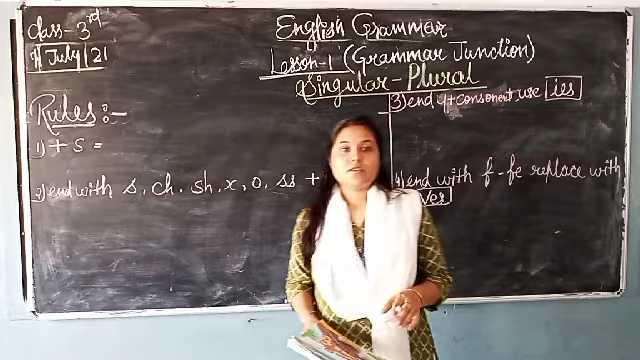 Class - 3rd
July 21
English Grammar
Lesson-1 (Grammar Junction)
Singular - Plural
Rules:-
1) + s =
2) end with s, ch, sh, x, o, ss +
3) end y+consonent use ies
4) end with f - fe replace with
ves